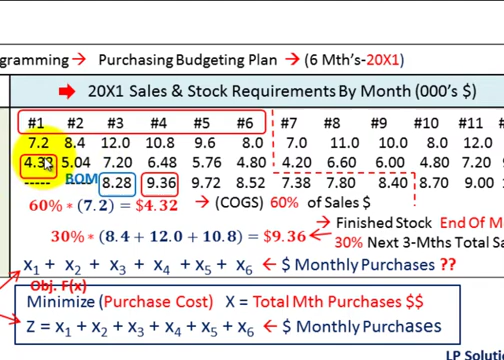 ogramming → Purchasing Budgeting Plan → (6 Mth's-20X1)
➡ 20X1 Sales & Stock Requirements By Month (000's $)
#1 #2 #3 #4 #5 #6 #7 #8 #9 #10 #11
7.2 8.4 12.0 10.8 9.6 8.0 7.0 11.0 10.0 8.0 12.0
4.33 5.04 7.20 6.48 5.76 4.80 4.20 6.60 6.00 4.80 7.20
----- BOM 8.28 9.36 9.72 8.52 7.38 7.80 8.40 8.70 9.00
60% * (7.2) = $4.32 → (COGS) 60% of Sales $
Finished Stock End Of M
30% * (8.4 + 12.0 + 10.8) = $9.36 ← 30% Next 3-Mths Total Sa
x₁ + x₂ + x₃ + x₄ + x₅ + x₆ ← $ Monthly Purchases ??
Obj. F(x)
Minimize (Purchase Cost) X = Total Mth Purchases $$
Z = x₁ + x₂ + x₃ + x₄ + x₅ + x₆ ← $ Monthly Purchases
LP Solution